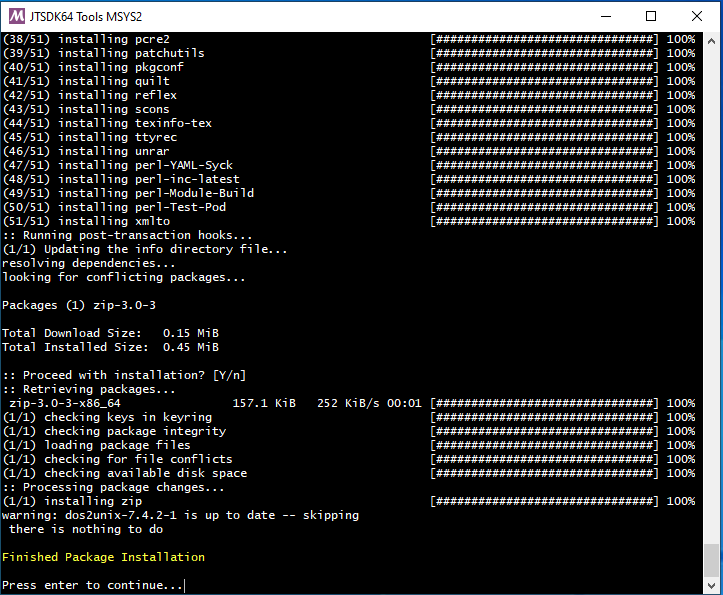 JTSDK64 Tools MSYS2
(38/51) installing pcre2 [###############################] 100%
(39/51) installing patchutils [###############################] 100%
(40/51) installing pkgconf [###############################] 100%
(41/51) installing quilt [###############################] 100%
(42/51) installing reflex [###############################] 100%
(43/51) installing scons [###############################] 100%
(44/51) installing texinfo-tex [###############################] 100%
(45/51) installing ttyrec [###############################] 100%
(46/51) installing unrar [###############################] 100%
(47/51) installing perl-YAML-Syck [###############################] 100%
(48/51) installing perl-inc-latest [###############################] 100%
(49/51) installing perl-Module-Build [###############################] 100%
(50/51) installing perl-Test-Pod [###############################] 100%
(51/51) installing xmlto [###############################] 100%
:: Running post-transaction hooks...
(1/1) Updating the info directory file...
resolving dependencies...
looking for conflicting packages...
Packages (1) zip-3.0-3
Total Download Size: 0.15 MiB
Total Installed Size: 0.45 MiB
:: Proceed with installation? [Y/n]
:: Retrieving packages...
zip-3.0-3-x86_64 157.1 KiB 252 KiB/s 00:01 [###############################] 100%
(1/1) checking keys in keyring [###############################] 100%
(1/1) checking package integrity [###############################] 100%
(1/1) loading package files [###############################] 100%
(1/1) checking for file conflicts [###############################] 100%
(1/1) checking available disk space [###############################] 100%
:: Processing package changes...
(1/1) installing zip [###############################] 100%
warning: dos2unix-7.4.2-1 is up to date -- skipping
there is nothing to do
Finished Package Installation
Press enter to continue...